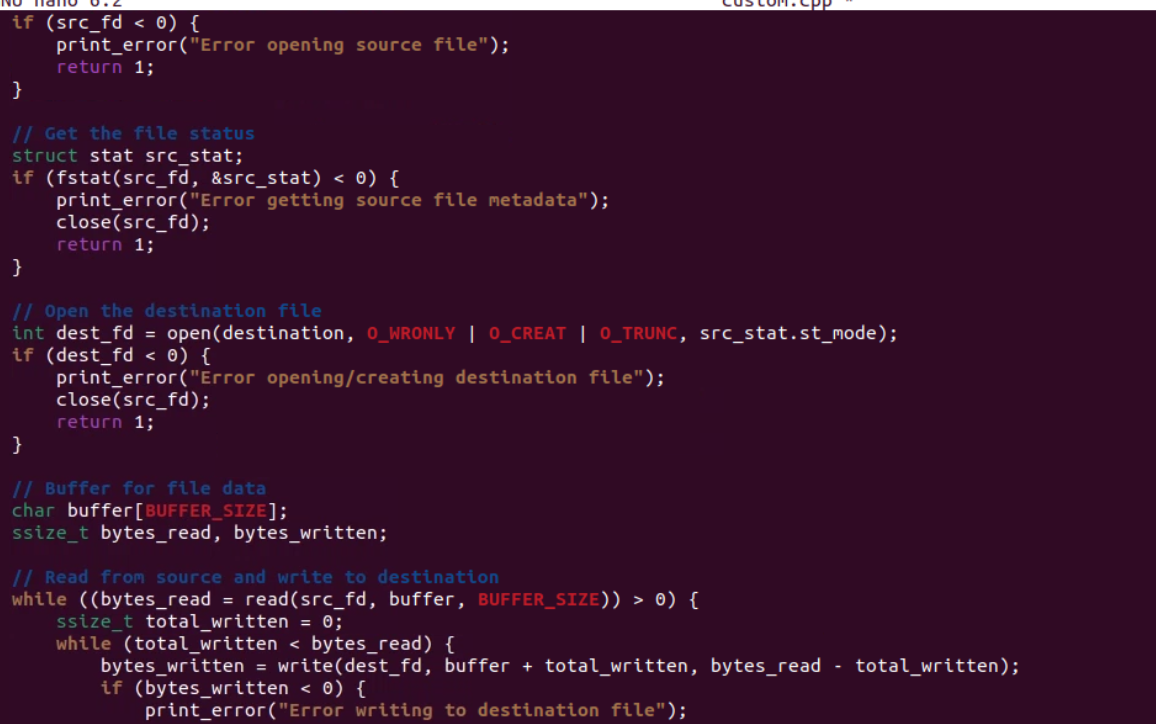 nano 6.2 custom.cpp *
if (src_fd < 0) {
    print_error("Error opening source file");
    return 1;
}
// Get the file status
struct stat src_stat;
if (fstat(src_fd, &src_stat) < 0) {
    print_error("Error getting source file metadata");
    close(src_fd);
    return 1;
}
// Open the destination file
int dest_fd = open(destination, O_WRONLY | O_CREAT | O_TRUNC, src_stat.st_mode);
if (dest_fd < 0) {
    print_error("Error opening/creating destination file");
    close(src_fd);
    return 1;
}
// Buffer for file data
char buffer[BUFFER_SIZE];
ssize_t bytes_read, bytes_written;
// Read from source and write to destination
while ((bytes_read = read(src_fd, buffer, BUFFER_SIZE)) > 0) {
    ssize_t total_written = 0;
    while (total_written < bytes_read) {
        bytes_written = write(dest_fd, buffer + total_written, bytes_read - total_written);
        if (bytes_written < 0) {
            print_error("Error writing to destination file");